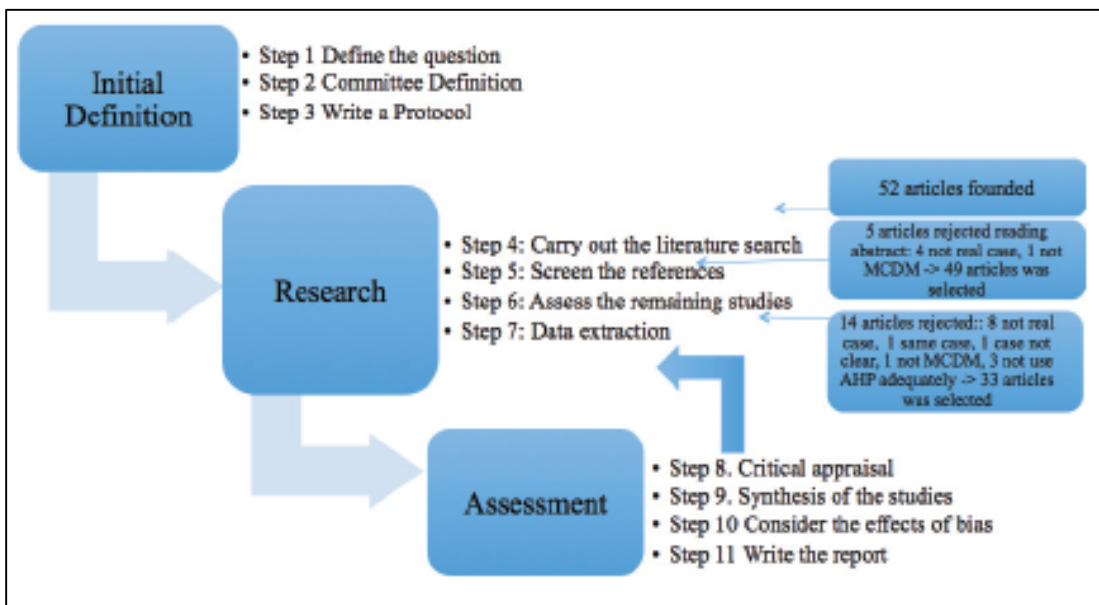 Initial
Definition
• Step 1 Define the question
• Step 2 Committee Definition
• Step 3 Write a Protocol
Research
• Step 4: Carry out the literature search
• Step 5: Screen the references
• Step 6: Assess the remaining studies
• Step 7: Data extraction
52 articles founded
5 articles rejected reading
abstract: 4 not real case, 1 not
MCDM -> 49 articles was
selected
14 articles rejected:: 8 not real
case, 1 same case, 1 case not
clear, 1 not MCDM, 3 not use
AHP adequately -> 33 articles
was selected
Assessment
• Step 8. Critical appraisal
• Step 9. Synthesis of the studies
• Step 10 Consider the effects of bias
• Step 11 Write the report